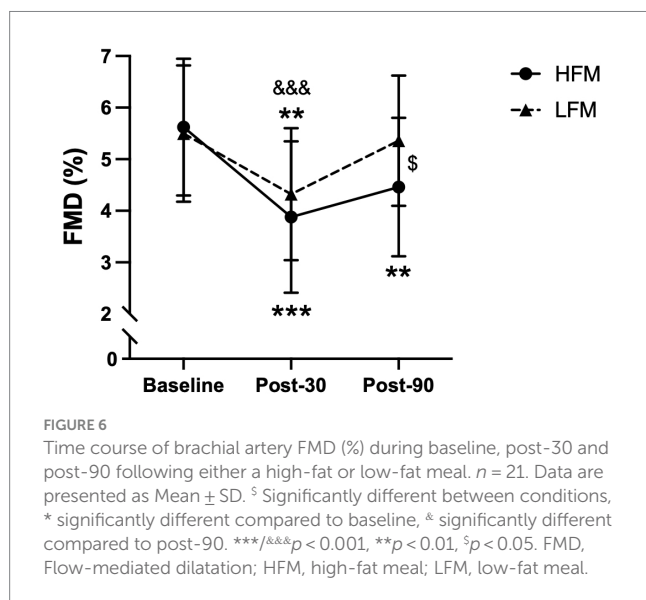 7
6
5
4
3
2
0
FMD (%)
&&&
**
$
***
**
HFM
LFM
Baseline Post-30 Post-90
FIGURE 6
Time course of brachial artery FMD (%) during baseline, post-30 and
post-90 following either a high-fat or low-fat meal. n = 21. Data are
presented as Mean ± SD. $ Significantly different between conditions,
* significantly different compared to baseline, & significantly different
compared to post-90. ***/&&&p < 0.001, **p < 0.01, $p < 0.05. FMD,
Flow-mediated dilatation; HFM, high-fat meal; LFM, low-fat meal.